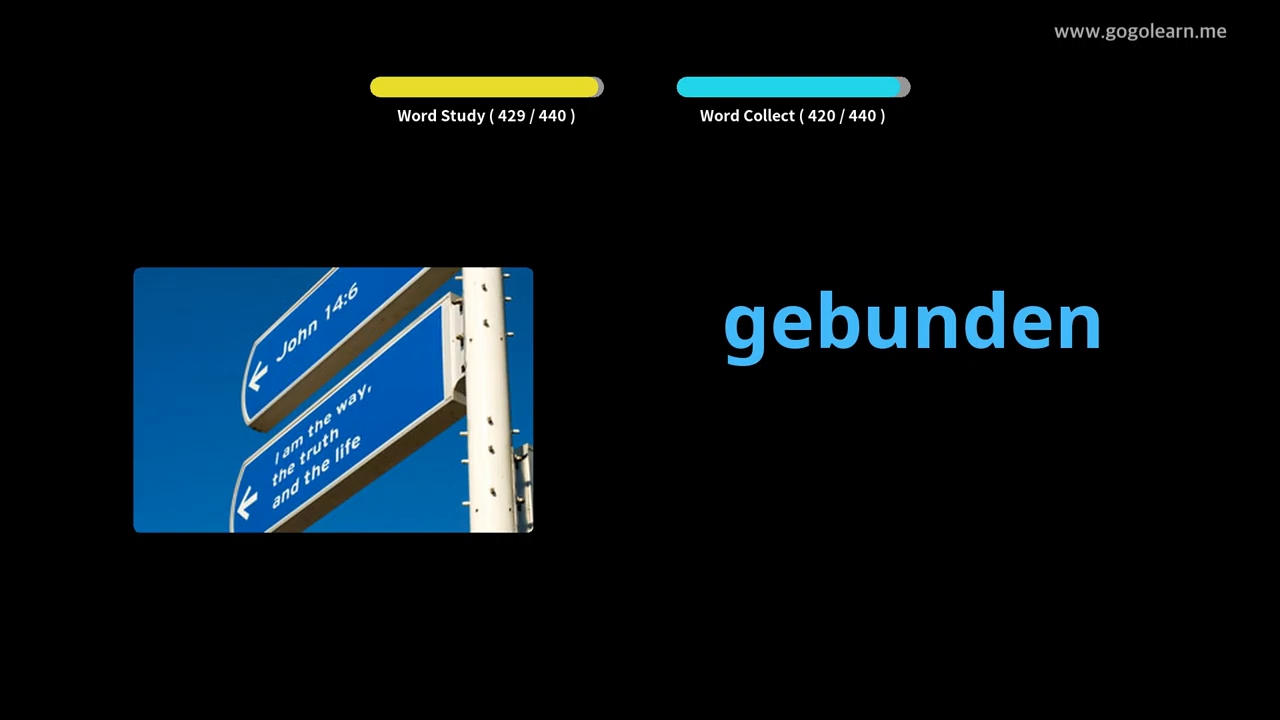 www.gogolearn.me
Word Study ( 429 / 440 )
Word Collect ( 420 / 440 )
John 14:6
I am the way,
the truth
and the life
gebunden